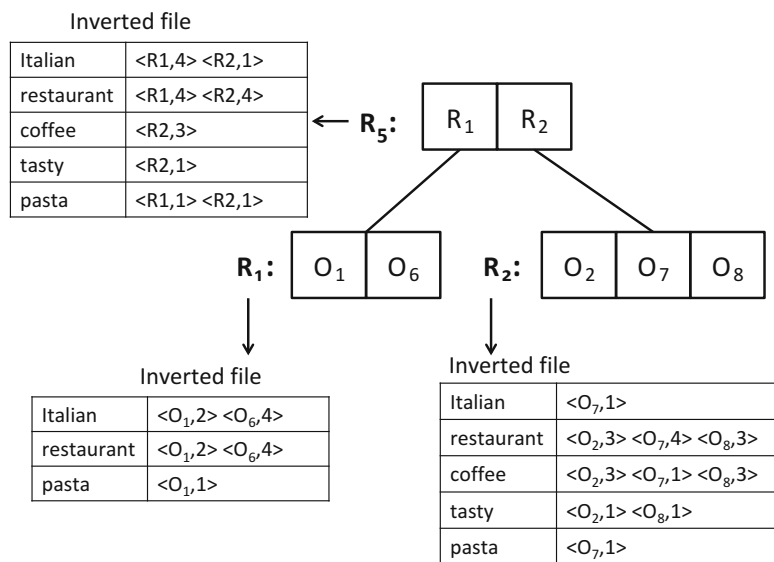 Inverted file
Italian <R1,4> <R2,1>
restaurant <R1,4> <R2,4>
coffee <R2,3>
tasty <R2,1>
pasta <R1,1> <R2,1>
R₅: R₁ R₂
R₁: O₁ O₆
R₂: O₂ O₇ O₈
Inverted file
Italian <O₁,2> <O₆,4>
restaurant <O₁,2> <O₆,4>
pasta <O₁,1>
Inverted file
Italian <O₇,1>
restaurant <O₂,3> <O₇,4> <O₈,3>
coffee <O₂,3> <O₇,1> <O₈,3>
tasty <O₂,1> <O₈,1>
pasta <O₇,1>